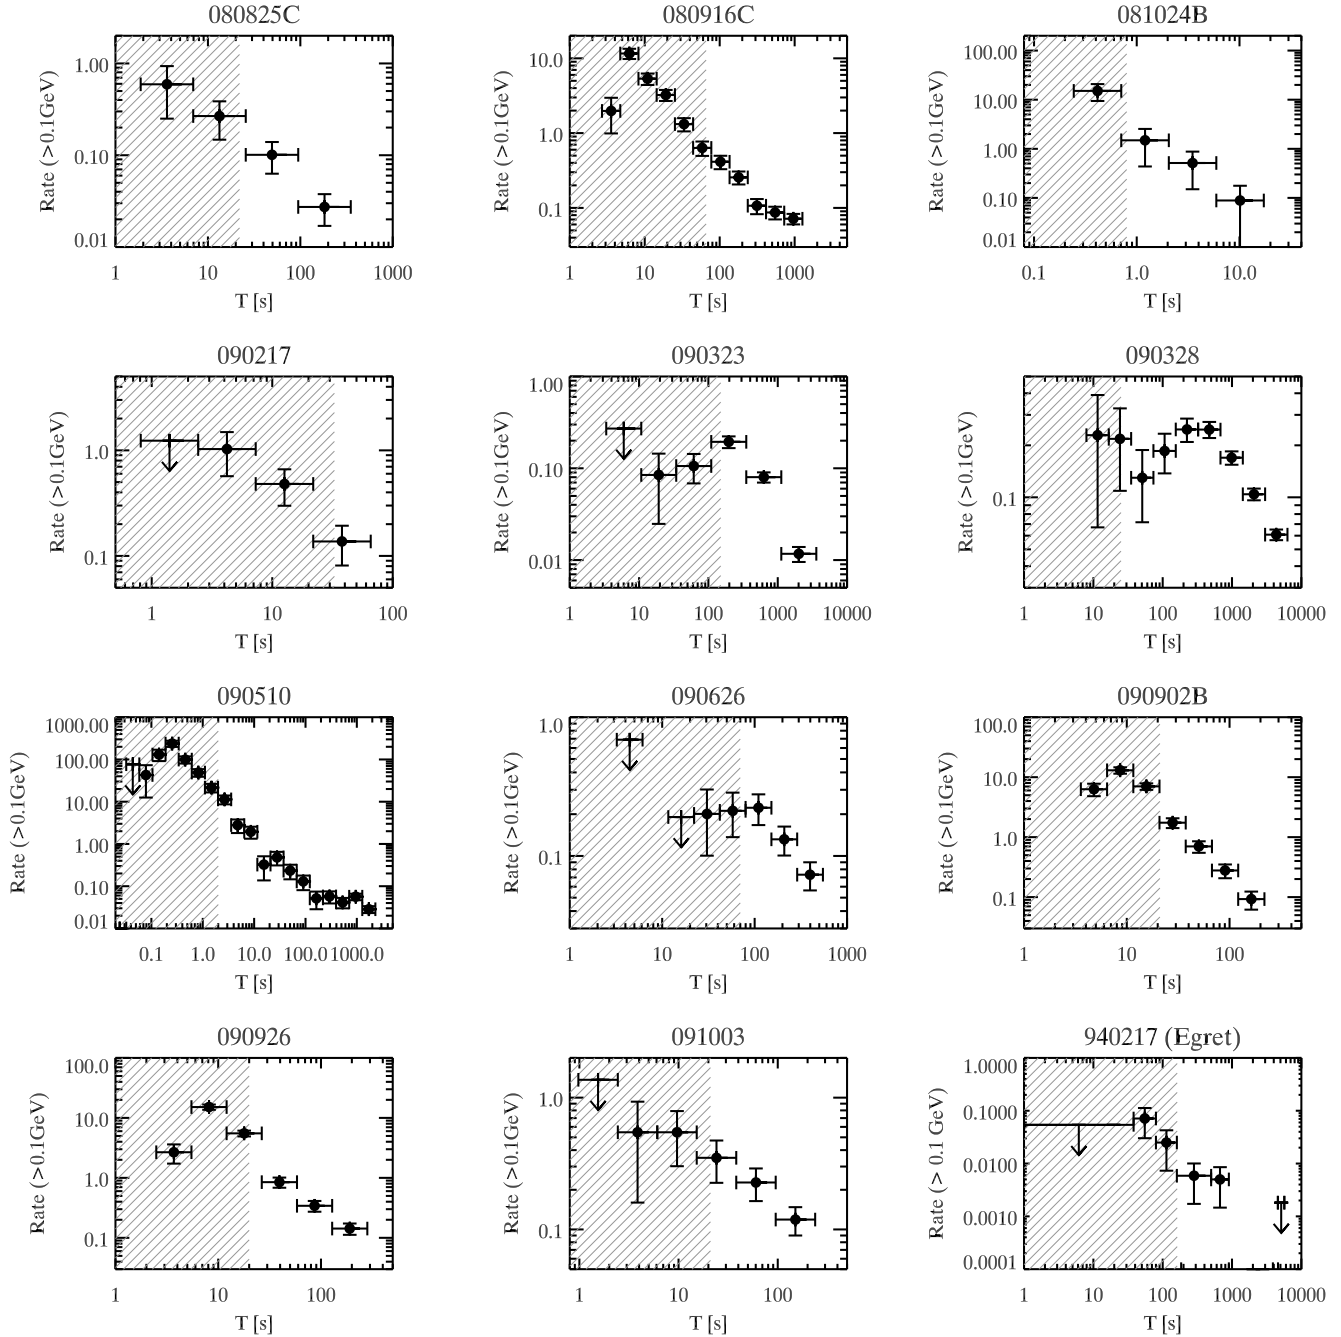 080825C
080916C
081024B
Rate (>0.1GeV)
1.00
0.10
0.01
1 10 100 1000
T [s]
Rate (>0.1GeV)
10.0
1.0
0.1
1 10 100 1000
T [s]
Rate (>0.1GeV)
100.00
10.00
1.00
0.10
0.01
0.1 1.0 10.0
T [s]
090217
090323
090328
Rate (>0.1GeV)
1.0
0.1
1 10 100
T [s]
Rate (>0.1GeV)
1.00
0.10
0.01
1 10 100 1000 10000
T [s]
Rate (>0.1GeV)
0.1
1 10 100 1000 10000
T [s]
090510
090626
090902B
Rate (>0.1GeV)
1000.00
100.00
10.00
1.00
0.10
0.01
0.1 1.0 10.0 100.0 1000.0
T [s]
Rate (>0.1GeV)
1.0
0.1
1 10 100 1000
T [s]
Rate (>0.1GeV)
100.0
10.0
1.0
0.1
1 10 100
T [s]
090926
091003
940217 (Egret)
Rate (>0.1GeV)
100.0
10.0
1.0
0.1
1 10 100
T [s]
Rate (>0.1GeV)
1.0
0.1
1 10 100
T [s]
Rate (> 0.1 GeV)
1.0000
0.1000
0.0100
0.0010
0.0001
1 10 100 1000 10000
T [s]